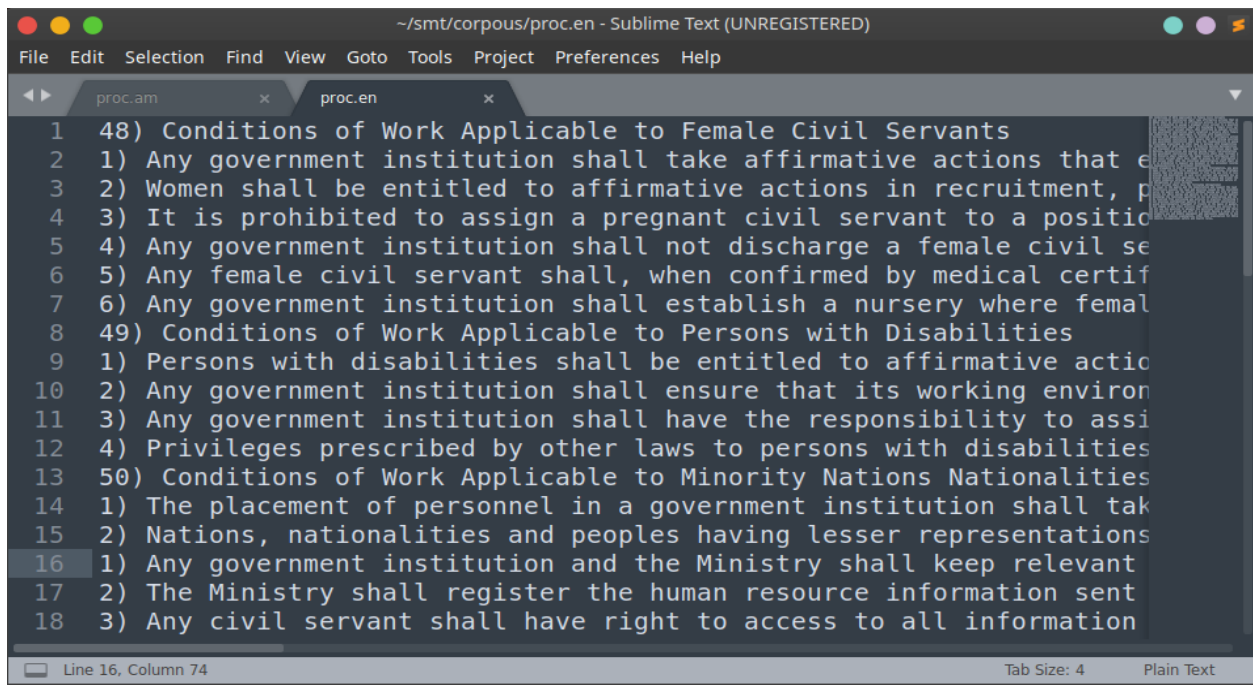 ~/smt/corpous/proc.en - Sublime Text (UNREGISTERED)
File Edit Selection Find View Goto Tools Project Preferences Help
proc.am × proc.en ×
1 48) Conditions of Work Applicable to Female Civil Servants
2 1) Any government institution shall take affirmative actions that e
3 2) Women shall be entitled to affirmative actions in recruitment, p
4 3) It is prohibited to assign a pregnant civil servant to a positio
5 4) Any government institution shall not discharge a female civil se
6 5) Any female civil servant shall, when confirmed by medical certif
7 6) Any government institution shall establish a nursery where femal
8 49) Conditions of Work Applicable to Persons with Disabilities
9 1) Persons with disabilities shall be entitled to affirmative actio
10 2) Any government institution shall ensure that its working environ
11 3) Any government institution shall have the responsibility to assi
12 4) Privileges prescribed by other laws to persons with disabilities
13 50) Conditions of Work Applicable to Minority Nations Nationalities
14 1) The placement of personnel in a government institution shall tak
15 2) Nations, nationalities and peoples having lesser representations
16 1) Any government institution and the Ministry shall keep relevant
17 2) The Ministry shall register the human resource information sent
18 3) Any civil servant shall have right to access to all information
Line 16, Column 74 Tab Size: 4 Plain Text